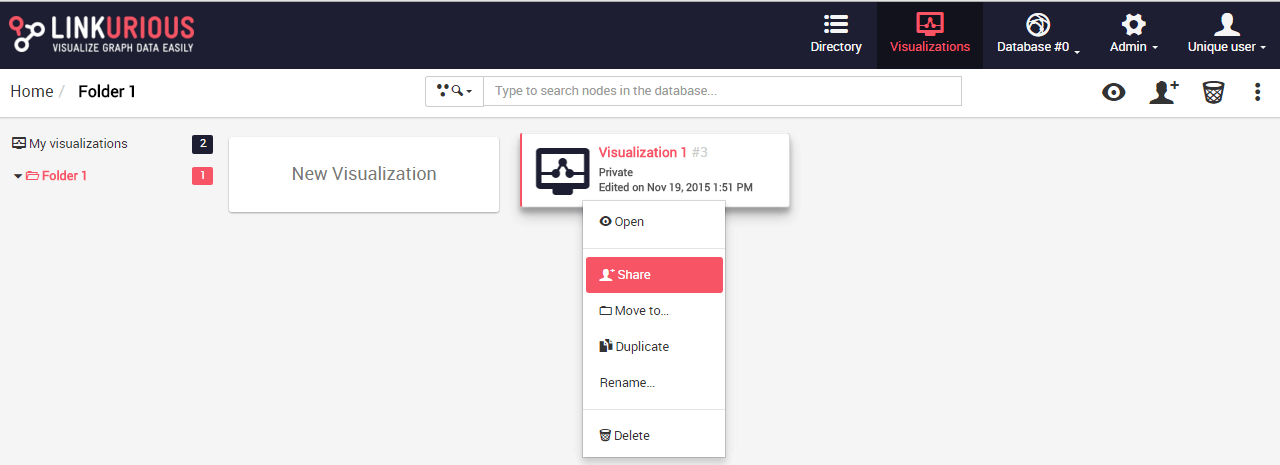 LINKURIOUS
VISUALIZE GRAPH DATA EASILY
Directory
Visualizations
Database #0
Admin
Unique user
Home / Folder 1
Type to search nodes in the database...
My visualizations 2
Folder 1 1
New Visualization
Visualization 1 #3
Private
Edited on Nov 19, 2015 1:51 PM
Open
Share
Move to...
Duplicate
Rename...
Delete